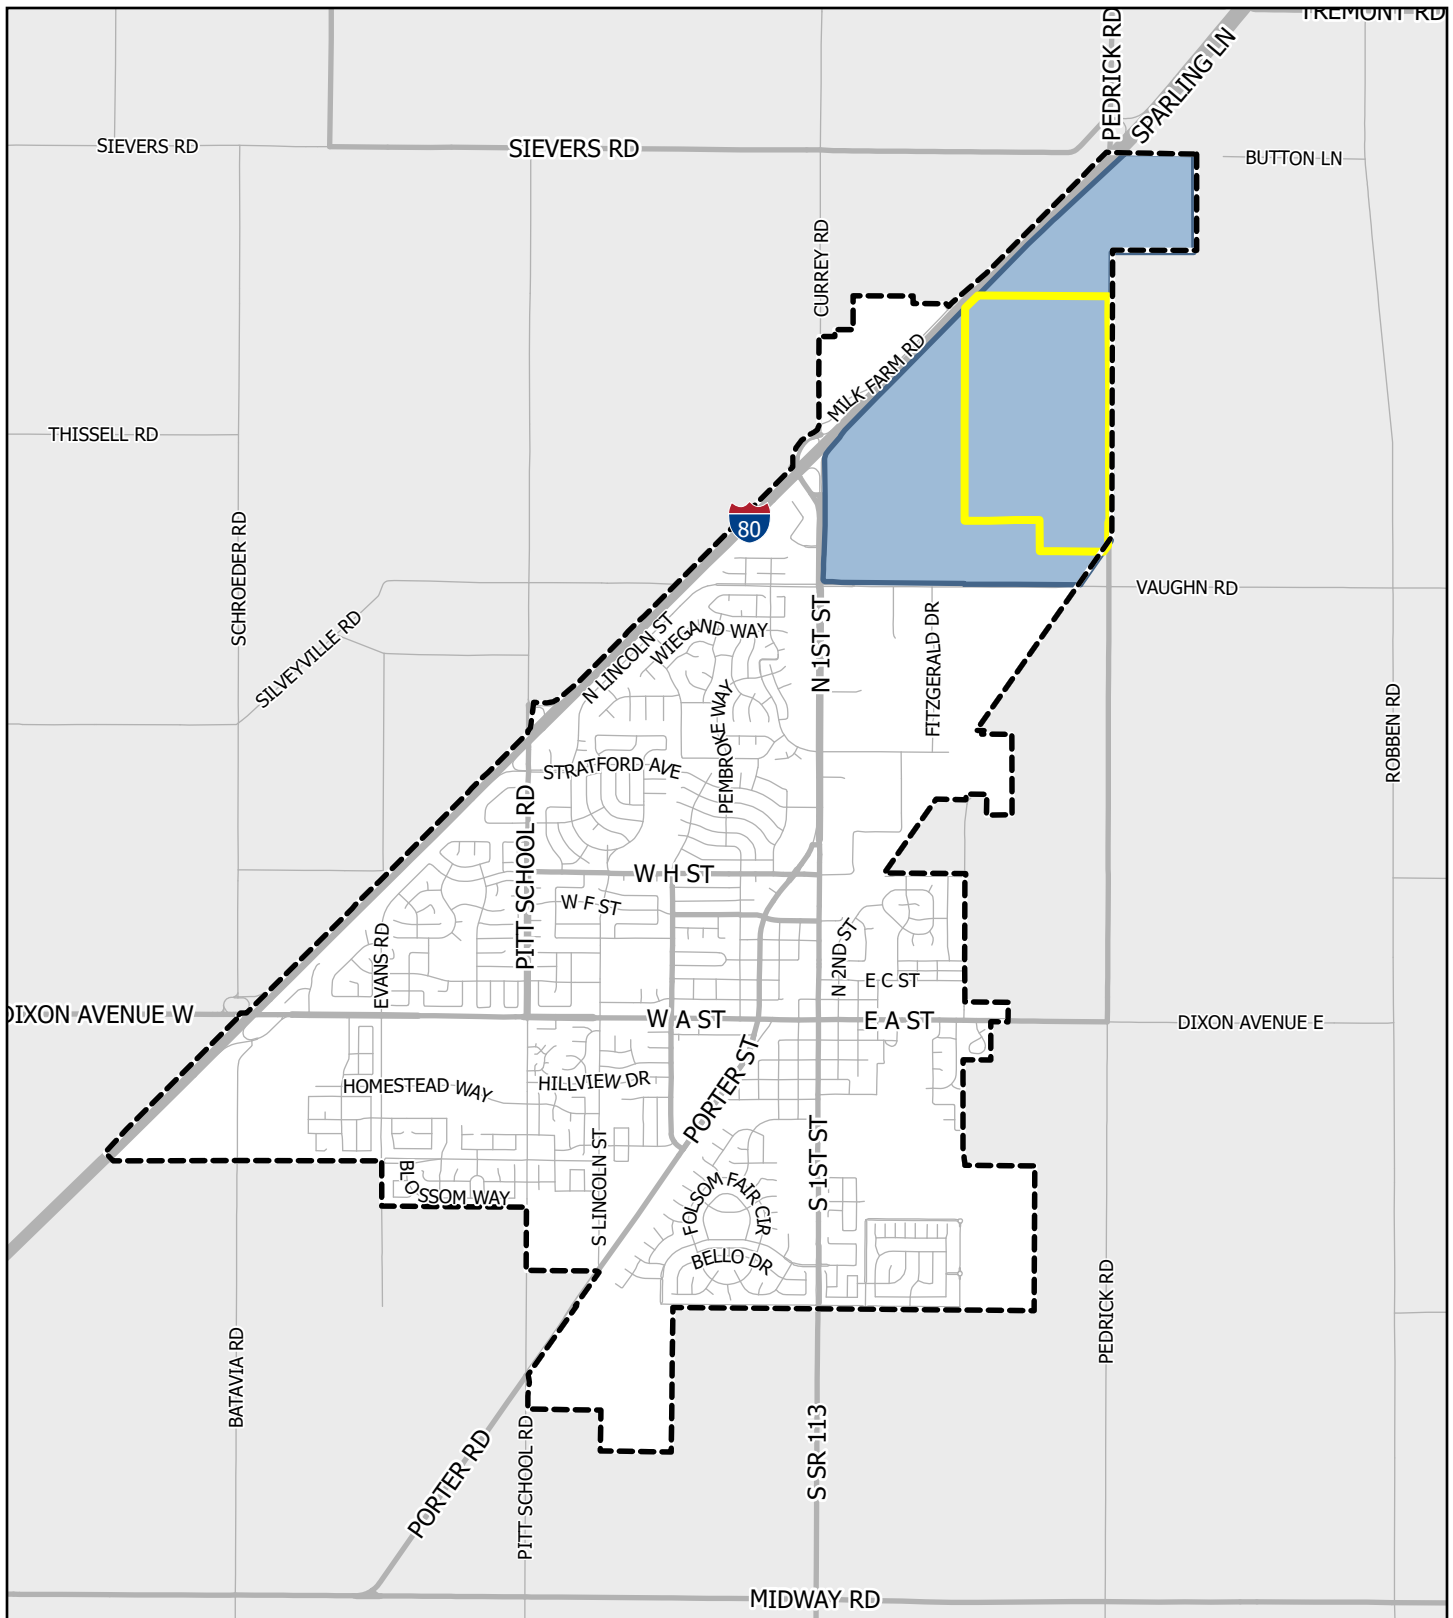 TREMONT RD
PEDRICK RD
SPARLING LN
SIEVERS RD
SIEVERS RD
BUTTON LN
CURREY RD
MILK FARM RD
THISSELL RD
SCHROEDER RD
80
VAUGHN RD
SILVEYVILLE RD
N LINCOLN ST
WIEGAND WAY
N 1ST ST
FITZGERALD DR
PEMBROKE WAY
ROBBEN RD
STRATFORD AVE
PITT SCHOOL RD
W H ST
W F ST
EVANS RD
N 2ND ST
E C ST
DIXON AVENUE W
W A ST
E A ST
DIXON AVENUE E
PORTER ST
HOMESTEAD WAY
HILLVIEW DR
S LINCOLN ST
S 1ST ST
BLOSSOM WAY
FOLSOM FAIR CIR
BELLO DR
BATAVIA RD
PEDRICK RD
PORTER RD
PITT SCHOOL RD
S SR 113
MIDWAY RD